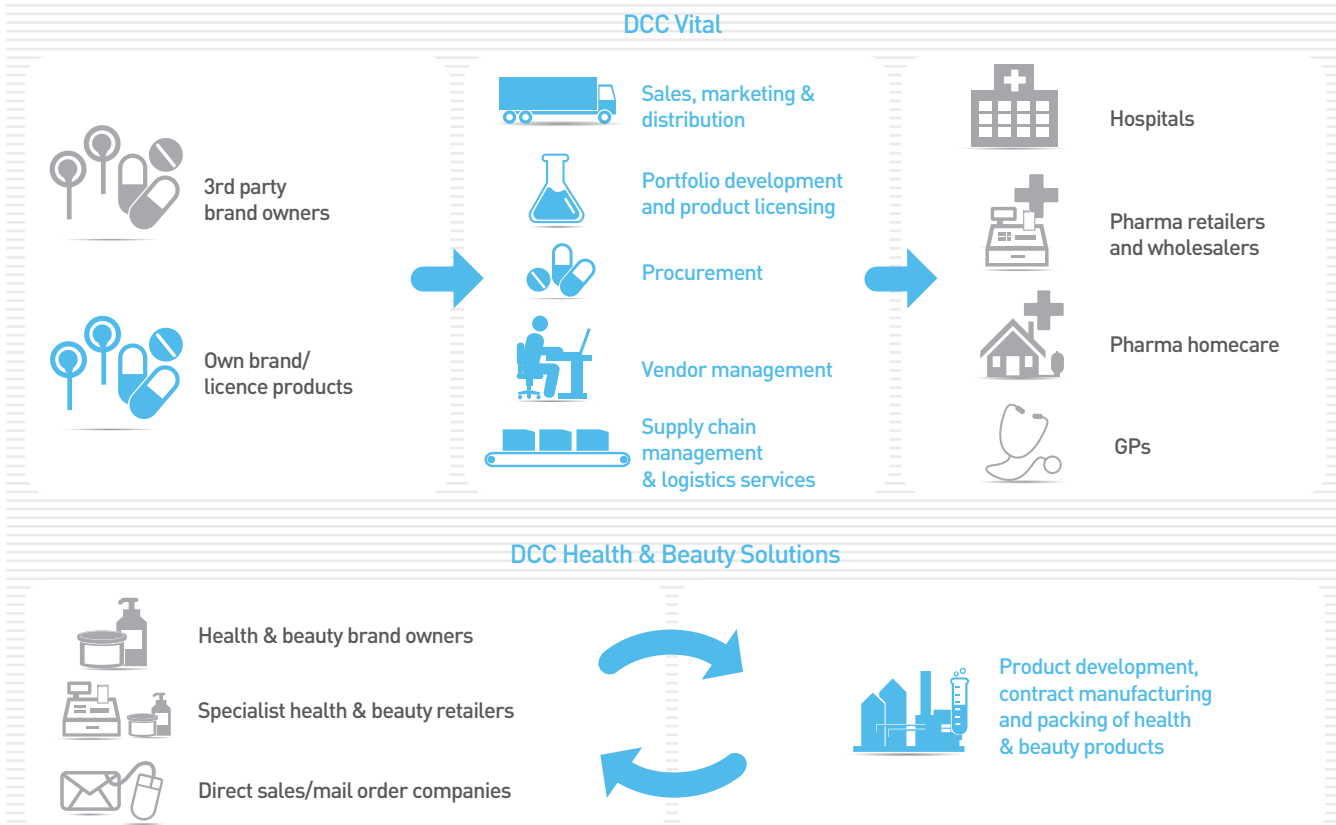 DCC Vital
3rd party
brand owners
Own brand/
licence products
Sales, marketing &
distribution
Portfolio development
and product licensing
Procurement
Vendor management
Supply chain
management
& logistics services
Hospitals
Pharma retailers
and wholesalers
Pharma homecare
GPs
DCC Health & Beauty Solutions
Health & beauty brand owners
Specialist health & beauty retailers
Direct sales/mail order companies
Product development,
contract manufacturing
and packing of health
& beauty products